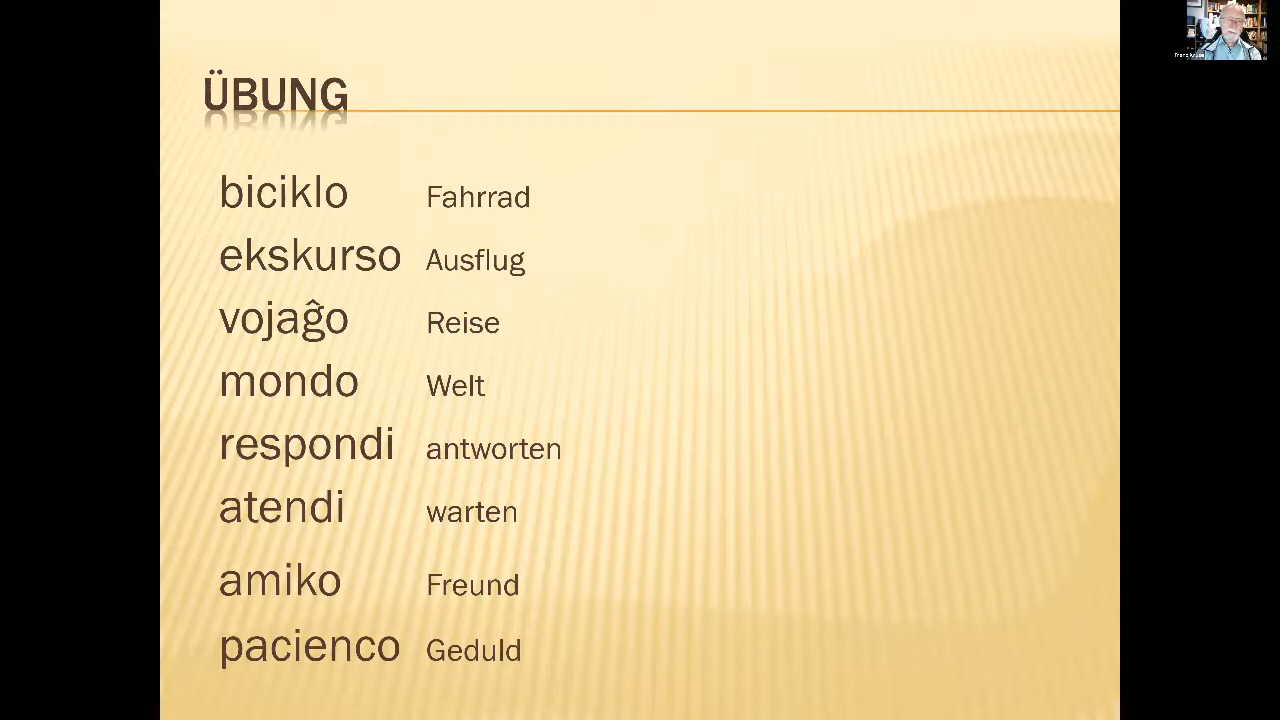 ÜBUNG
biciklo Fahrrad
ekskurso Ausflug
vojaĝo Reise
mondo Welt
respondi antworten
atendi warten
amiko Freund
pacienco Geduld